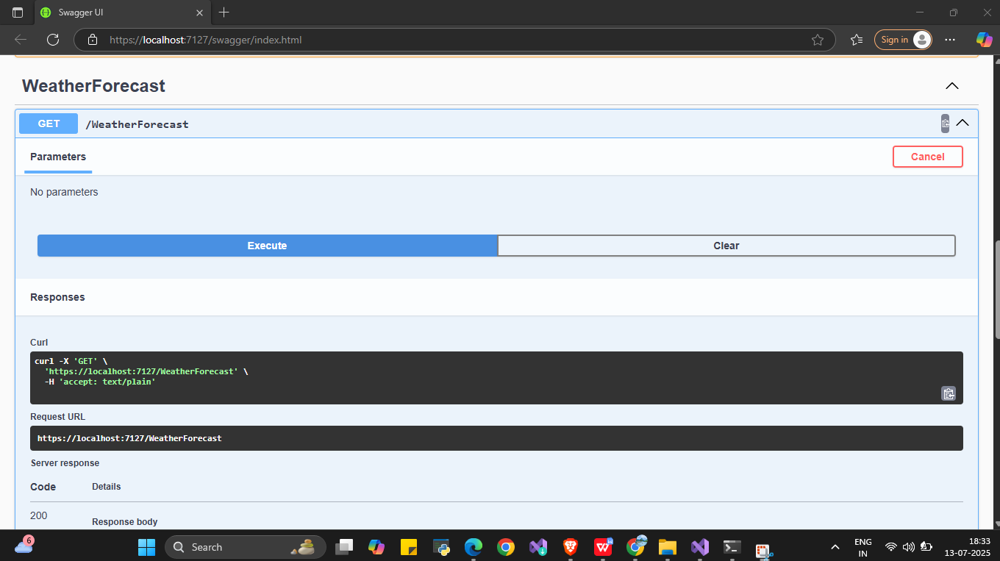 Swagger UI
https://localhost:7127/swagger/index.html
Sign in
WeatherForecast
GET
/WeatherForecast
Parameters
Cancel
No parameters
Execute
Clear
Responses
Curl
curl -X 'GET' \
'https://localhost:7127/WeatherForecast' \
-H 'accept: text/plain'
Request URL
https://localhost:7127/WeatherForecast
Server response
Code
Details
200
Response body
6
Search
ENG
IN
18:33
13-07-2025